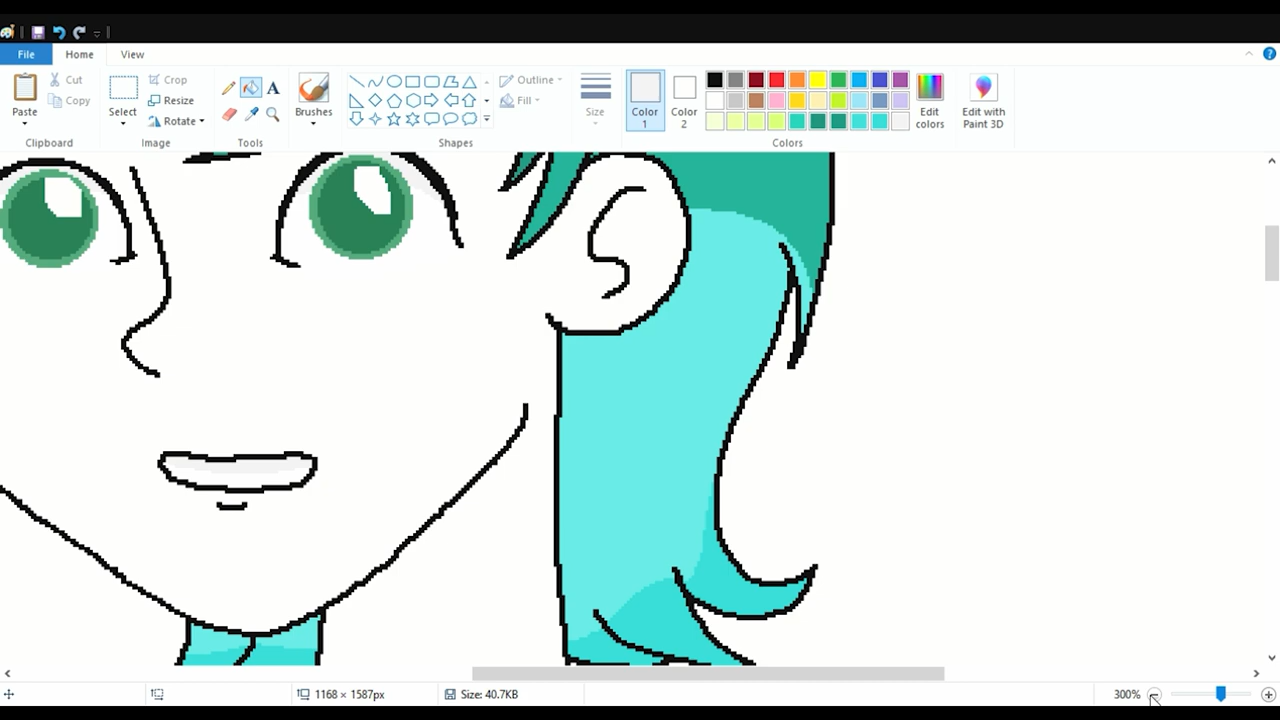 File Home View
Cut
Copy
Paste
Clipboard
Select
Crop
Resize
Rotate
Image
A
Tools
Brushes
Outline
Fill
Shapes
Size
Color 1
Color 2
Edit colors
Edit with Paint 3D
Colors
1168 × 1587px
Size: 40.7KB
300%